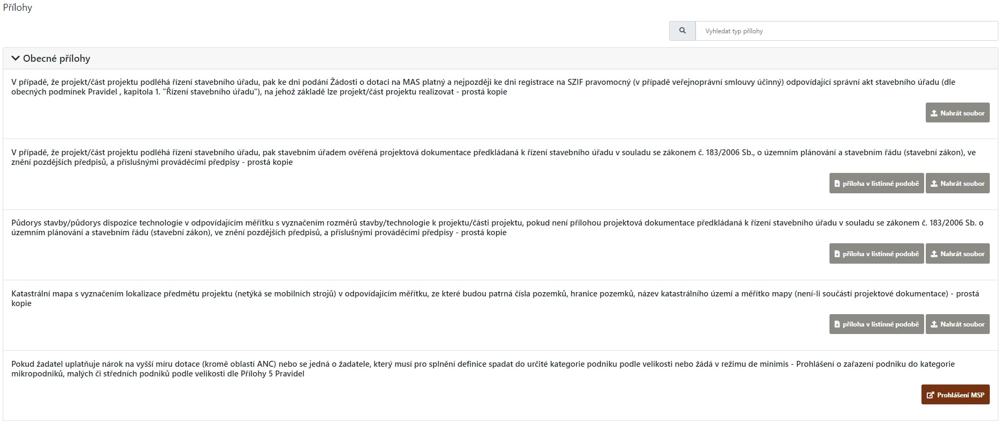 Přílohy
Vyhledat typ přílohy
Obecné přílohy
V případě, že projekt/část projektu podléhá řízení stavebního úřadu, pak ke dni podání Žádosti o dotaci na MAS platný a nejpozději ke dni registrace na SZIF pravomocný (v případě veřejnoprávní smlouvy účinný) odpovídající správní akt stavebního úřadu (dle
obecných podmínek Pravidel , kapitola 1. "Řízení stavebního úřadu"), na jehož základě lze projekt/část projektu realizovat - prostá kopie
Nahrát soubor
V případě, že projekt/část projektu podléhá řízení stavebního úřadu, pak stavebním úřadem ověřená projektová dokumentace předkládaná k řízení stavebního úřadu v souladu se zákonem č. 183/2006 Sb., o územním plánování a stavebním řádu (stavební zákon), ve
znění pozdějších předpisů, a příslušnými prováděcími předpisy - prostá kopie
příloha v listinné podobě Nahrát soubor
Půdorys stavby/půdorys dispozice technologie v odpovídajícím měřítku s vyznačením rozměrů stavby/technologie k projektu/části projektu, pokud není přílohou projektová dokumentace předkládaná k řízení stavebního úřadu v souladu se zákonem č. 183/2006 Sb. o
územním plánování a stavebním řádu (stavební zákon), ve znění pozdějších předpisů, a příslušnými prováděcími předpisy - prostá kopie
příloha v listinné podobě Nahrát soubor
Katastrální mapa s vyznačením lokalizace předmětu projektu (netýká se mobilních strojů) v odpovídajícím měřítku, ze které budou patrná čísla pozemků, hranice pozemků, název katastrálního území a měřítko mapy (není-li součástí projektové dokumentace) - prostá
kopie
příloha v listinné podobě Nahrát soubor
Pokud žadatel uplatňuje nárok na vyšší míru dotace (kromě oblastí ANC) nebo se jedná o žadatele, který musí pro splnění definice spadat do určité kategorie podniku podle velikosti nebo žádá v režimu de minimis - Prohlášení o zařazení podniku do kategorie
mikropodniků, malých či středních podniků podle velikosti dle Přílohy 5 Pravidel
Prohlášení MSP